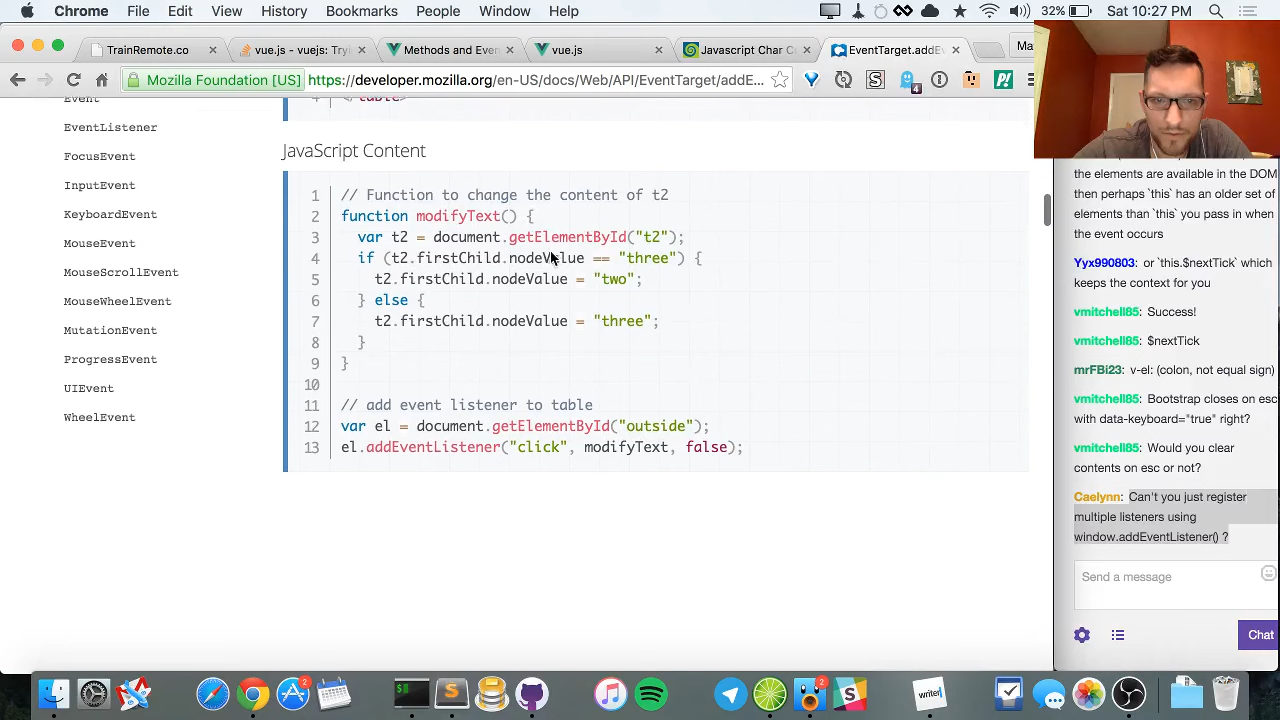 Chrome File Edit View History Bookmarks People Window Help
32% Sat 10:27 PM
TrainRemote.co
vue.js - vuejs: Tryi
Methods and Even
vue.js
Javascript Char C
EventTarget.addEv
Mozilla Foundation [US] https://developer.mozilla.org/en-US/docs/Web/API/EventTarget/addE...
4
4 </table>
Event
EventListener
FocusEvent
InputEvent
KeyboardEvent
MouseEvent
MouseScrollEvent
MouseWheelEvent
MutationEvent
ProgressEvent
UIEvent
WheelEvent
JavaScript Content
1 // Function to change the content of t2
2 function modifyText() {
3 var t2 = document.getElementById("t2");
4 if (t2.firstChild.nodeValue == "three") {
5 t2.firstChild.nodeValue = "two";
6 } else {
7 t2.firstChild.nodeValue = "three";
8 }
9 }
10
11 // add event listener to table
12 var el = document.getElementById("outside");
13 el.addEventListener("click", modifyText, false);
the elements are available in the DOM
then perhaps `this` has an older set of
elements than `this` you pass in when
the event occurs
Yyx990803: or `this.$nextTick` which
keeps the context for you
vmitchell85: Success!
vmitchell85: $nextTick
mrFBi23: v-el: (colon, not equal sign)
vmitchell85: Bootstrap closes on esc
with data-keyboard="true" right?
vmitchell85: Would you clear
contents on esc or not?
Caelynn: Can't you just register
multiple listeners using
window.addEventListener() ?
Send a message
Chat
2
2
writer